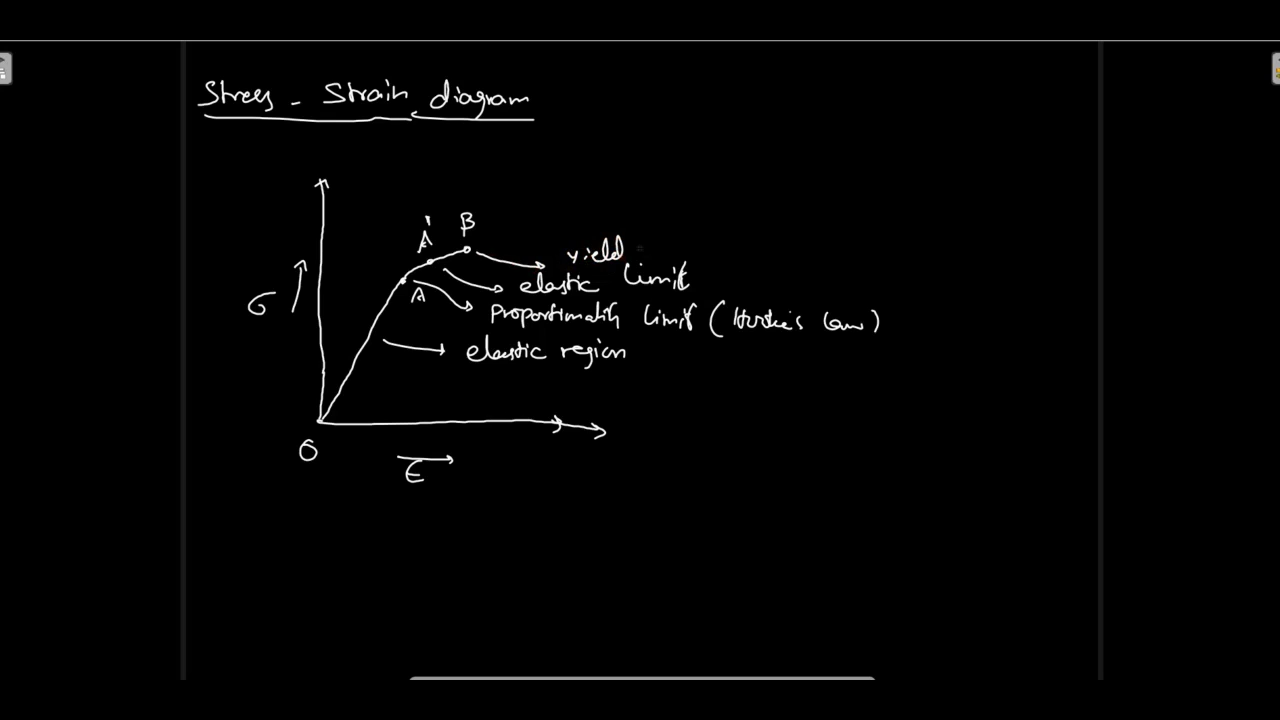 Stress - Strain diagram
A' B
yield
elastic limit
A
proportionality limit (Hooke's law)
σ
elastic region
O
ε